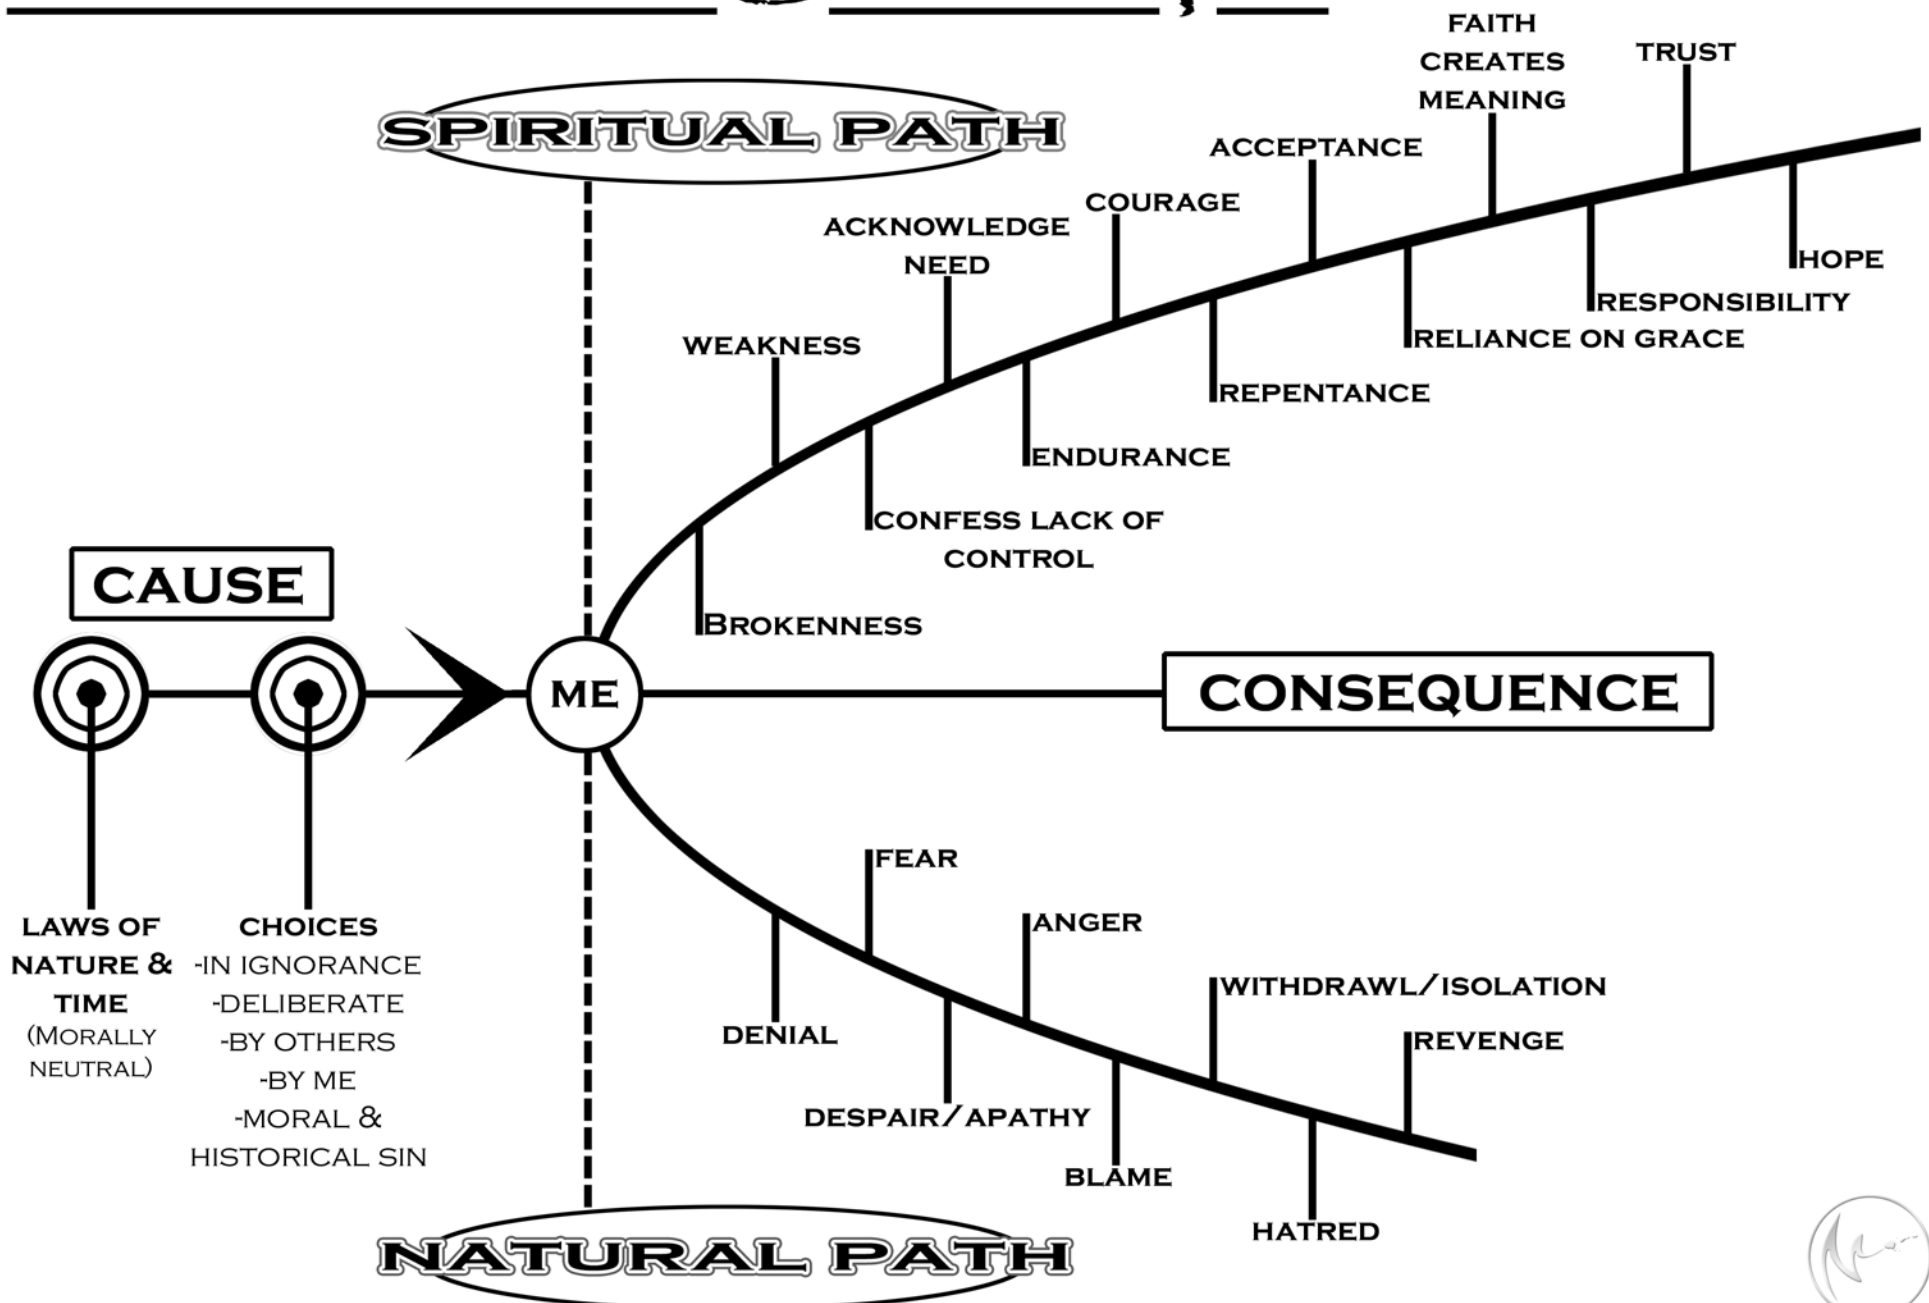 FAITH
CREATES
MEANING
TRUST
SPIRITUAL PATH
ACCEPTANCE
COURAGE
ACKNOWLEDGE
NEED
HOPE
RESPONSIBILITY
RELIANCE ON GRACE
WEAKNESS
REPENTANCE
ENDURANCE
CONFESS LACK OF
CONTROL
BROKENNESS
CAUSE
ME
CONSEQUENCE
FEAR
ANGER
LAWS OF
NATURE &
TIME
(MORALLY
NEUTRAL)
CHOICES
-IN IGNORANCE
-DELIBERATE
-BY OTHERS
-BY ME
-MORAL &
HISTORICAL SIN
WITHDRAWL/ISOLATION
DENIAL
REVENGE
DESPAIR/APATHY
BLAME
HATRED
NATURAL PATH